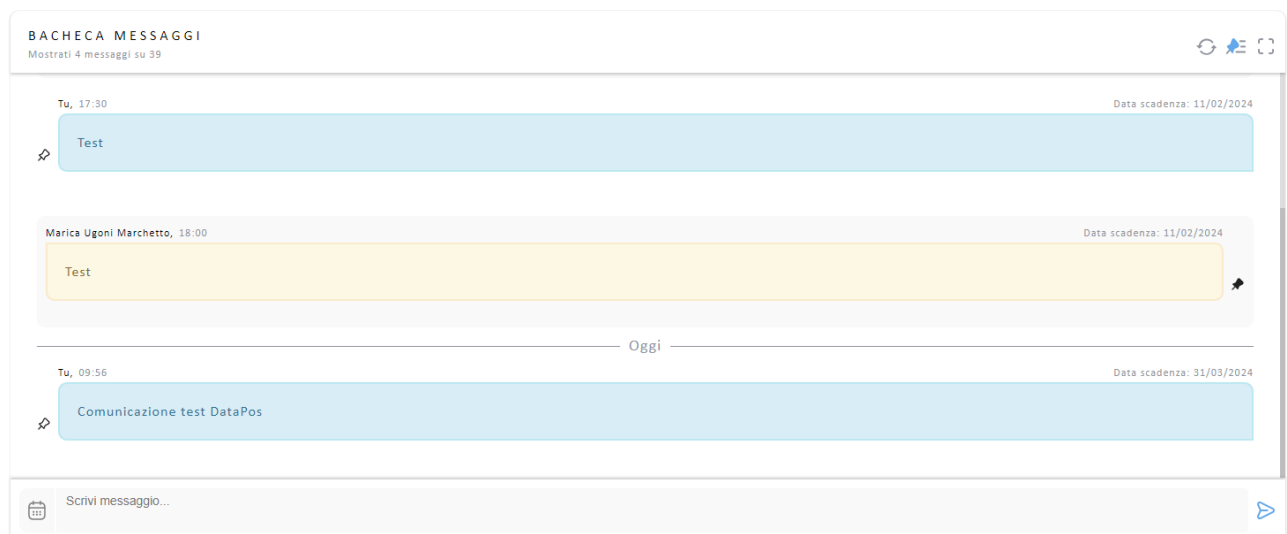 BACHECA MESSAGGI
Mostrati 4 messaggi su 39
Tu, 17:30 Data scadenza: 11/02/2024
Test
Marica Ugoni Marchetto, 18:00 Data scadenza: 11/02/2024
Test
Oggi
Tu, 09:56 Data scadenza: 31/03/2024
Comunicazione test DataPos
Scrivi messaggio...